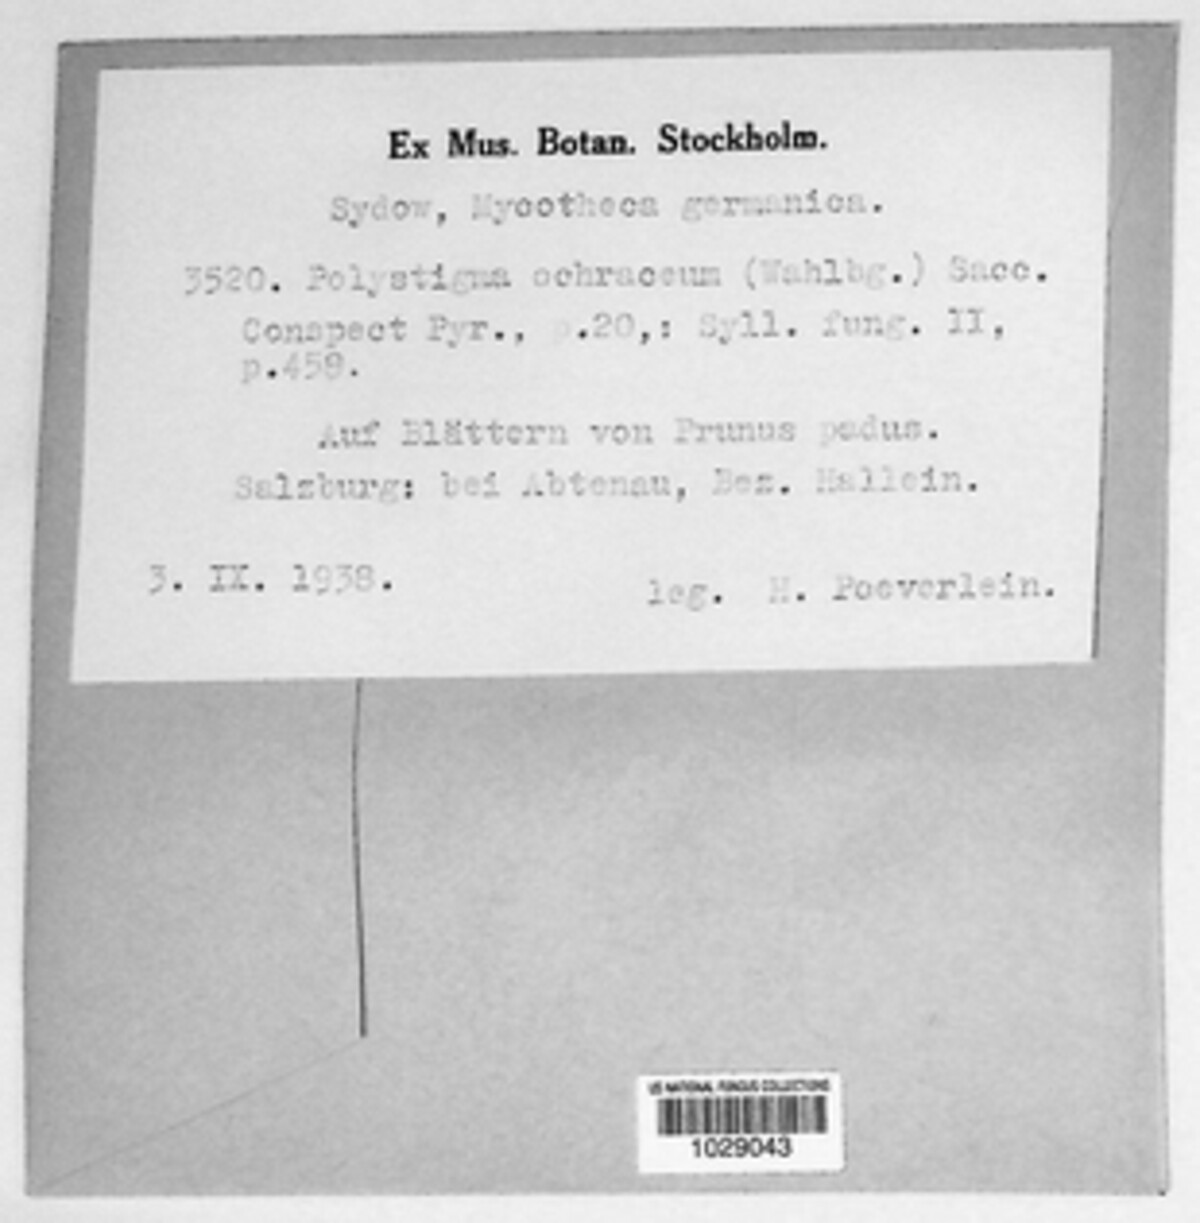 Ex Mus. Botan. Stockholm.
Sydow, Mycotheca germanica.
3520. Polystigma ochraceum (Wahlbg.) Sacc.
Conspect Pyr., p.20,: Syll. fung. II,
p.458.
Auf Blättern von Prunus padus.
Salzburg: bei Abtenau, Bez. Hallein.
3. IX. 1938.
leg. H. Poeverlein.
US NATIONAL FUNGUS COLLECTIONS
1029043